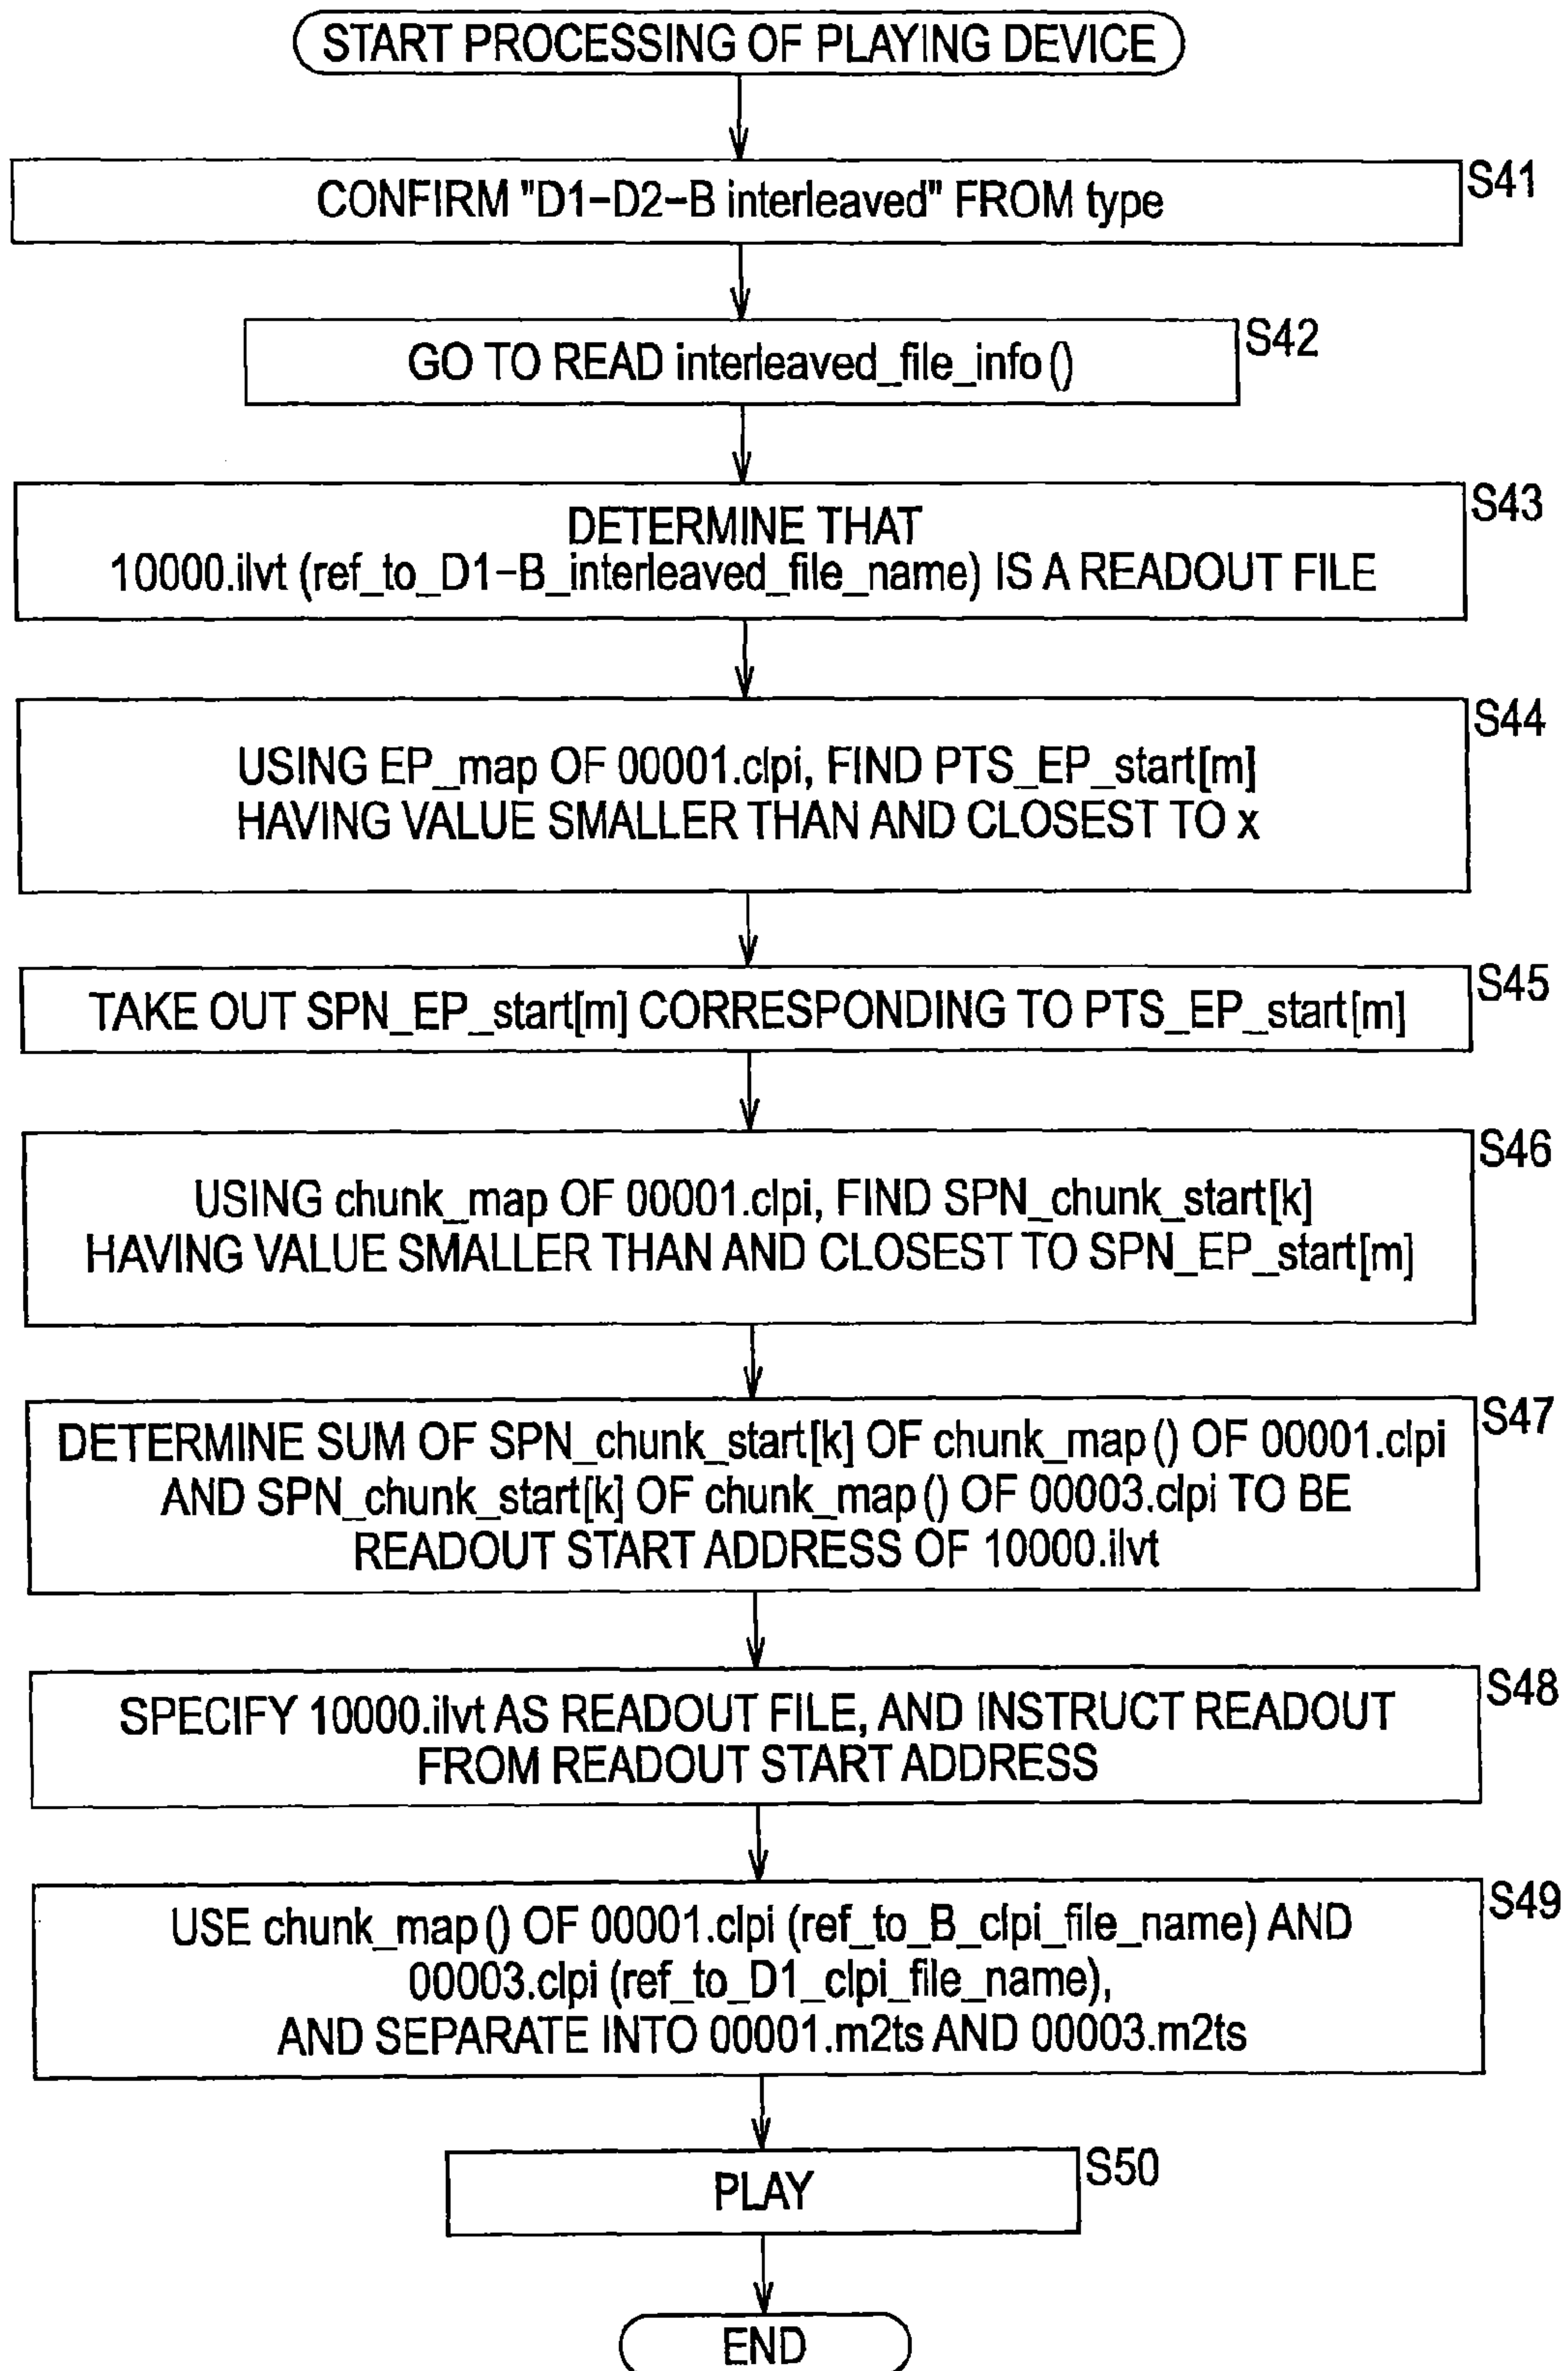 START PROCESSING OF PLAYING DEVICE
S41
CONFIRM "D1-D2-B interleaved" FROM type
S42
GO TO READ interleaved_file_info ()
S43
DETERMINE THAT
10000.ilvt (ref_to_D1-B_interleaved_file_name) IS A READOUT FILE
S44
USING EP_map OF 00001.clpi, FIND PTS_EP_start[m]
HAVING VALUE SMALLER THAN AND CLOSEST TO x
S45
TAKE OUT SPN_EP_start[m] CORRESPONDING TO PTS_EP_start[m]
S46
USING chunk_map OF 00001.clpi, FIND SPN_chunk_start[k]
HAVING VALUE SMALLER THAN AND CLOSEST TO SPN_EP_start[m]
S47
DETERMINE SUM OF SPN_chunk_start[k] OF chunk_map () OF 00001.clpi
AND SPN_chunk_start[k] OF chunk_map () OF 00003.clpi TO BE
READOUT START ADDRESS OF 10000.ilvt
S48
SPECIFY 10000.ilvt AS READOUT FILE, AND INSTRUCT READOUT
FROM READOUT START ADDRESS
S49
USE chunk_map () OF 00001.clpi (ref_to_B_clpi_file_name) AND
00003.clpi (ref_to_D1_clpi_file_name),
AND SEPARATE INTO 00001.m2ts AND 00003.m2ts
S50
PLAY
END